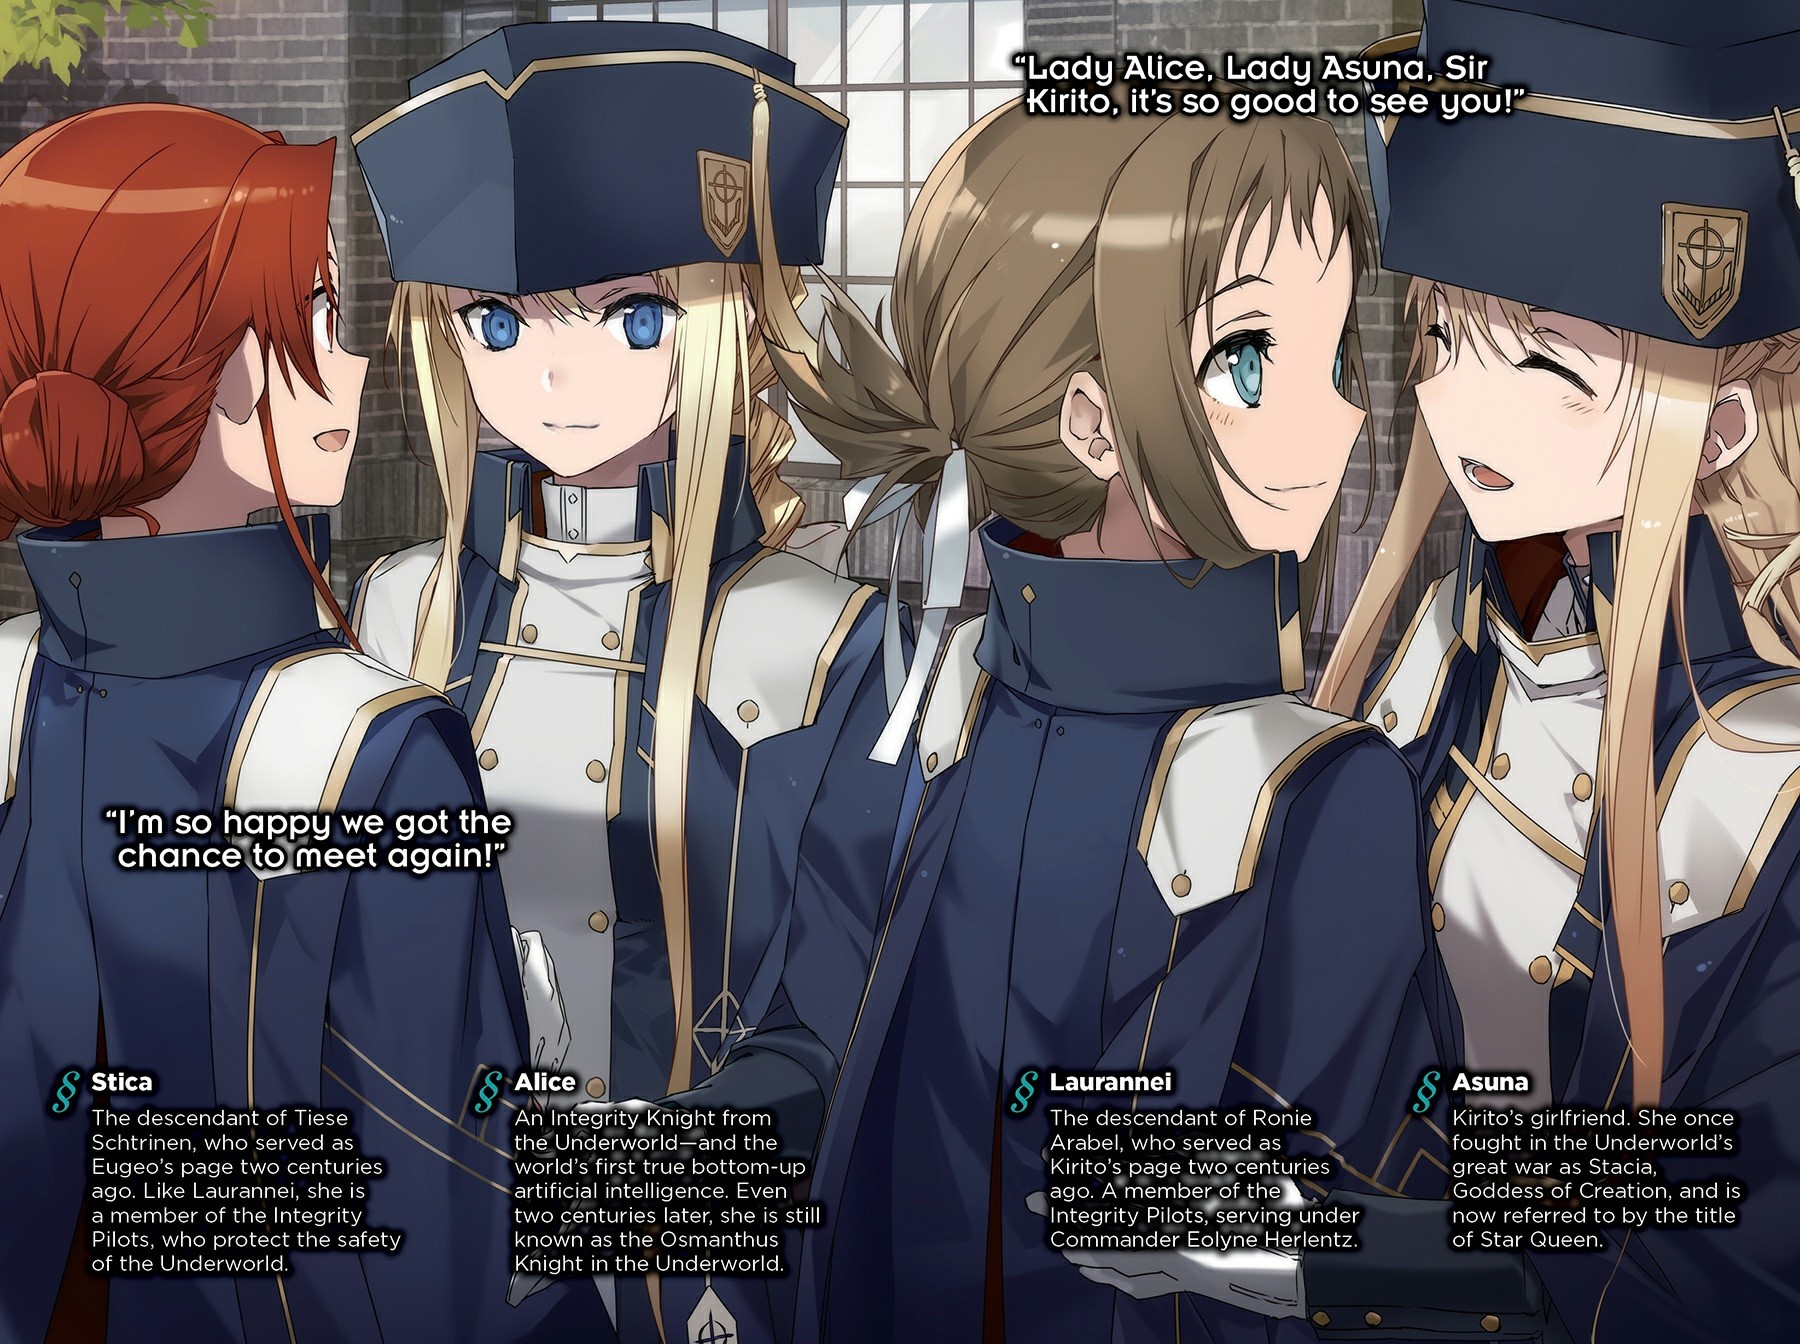 “Lady Alice, Lady Asuna, Sir
Kirito, it’s so good to see you!”
“I’m so happy we got the
chance to meet again!”
§ Stica
The descendant of Tiese
Schtrinen, who served as
Eugeo’s page two centuries
ago. Like Laurannei, she is
a member of the Integrity
Pilots, who protect the safety
of the Underworld.
§ Alice
An Integrity Knight from
the Underworld—and the
world’s first true bottom-up
artificial intelligence. Even
two centuries later, she is still
known as the Osmanthus
Knight in the Underworld.
§ Laurannei
The descendant of Ronie
Arabel, who served as
Kirito’s page two centuries
ago. A member of the
Integrity Pilots, serving under
Commander Eolyne Herlentz.
§ Asuna
Kirito’s girlfriend. She once
fought in the Underworld’s
great war as Stacia,
Goddess of Creation, and is
now referred to by the title
of Star Queen.